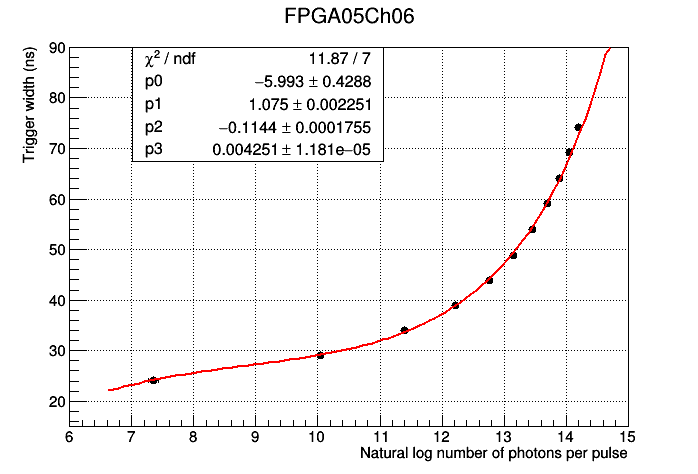 FPGA05Ch06
χ² / ndf 11.87 / 7
p0 −5.993 ± 0.4288
p1 1.075 ± 0.002251
p2 −0.1144 ± 0.0001755
p3 0.004251 ± 1.181e−05
Trigger width (ns)
90
80
70
60
50
40
30
20
6 7 8 9 10 11 12 13 14 15
Natural log number of photons per pulse